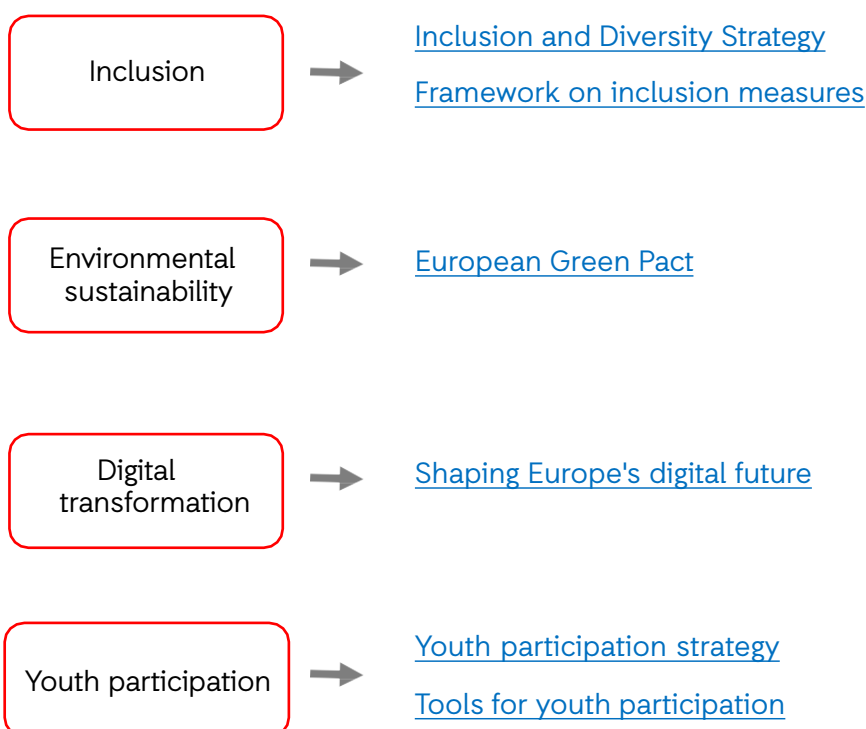 Inclusion
Inclusion and Diversity Strategy
Framework on inclusion measures
Environmental
sustainability
European Green Pact
Digital
transformation
Shaping Europe's digital future
Youth participation
Youth participation strategy
Tools for youth participation